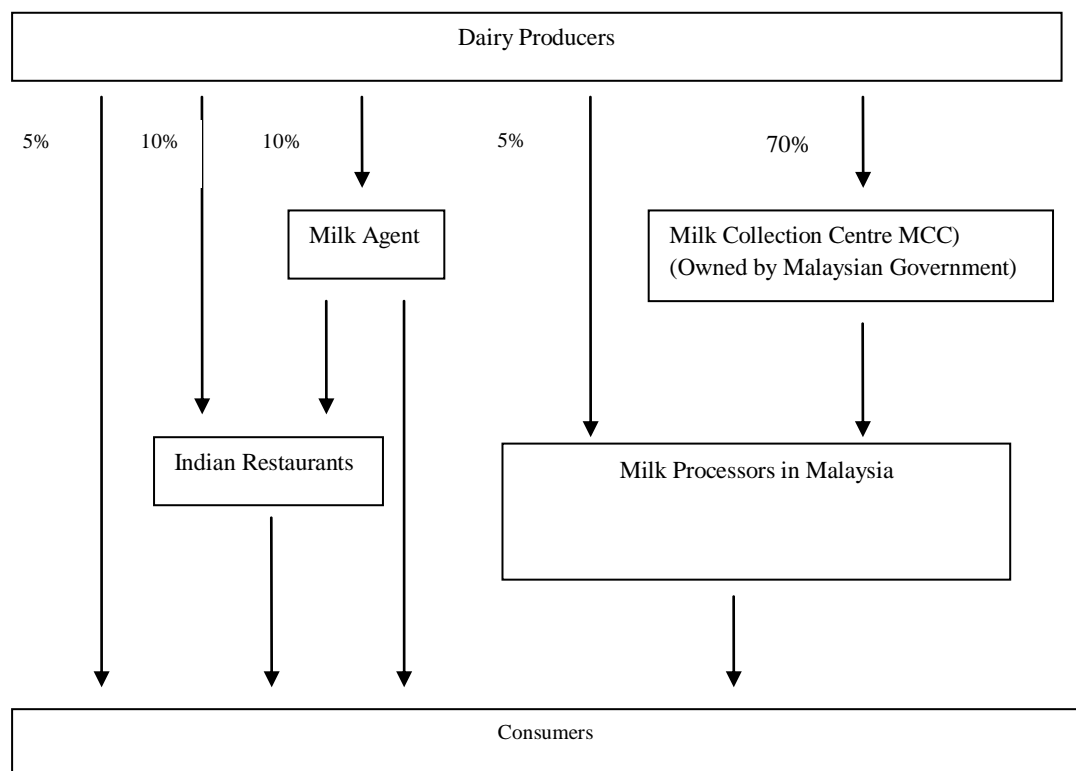 Dairy Producers
5%
10%
10%
5%
70%
Milk Agent
Milk Collection Centre MCC)
(Owned by Malaysian Government)
Indian Restaurants
Milk Processors in Malaysia
Consumers